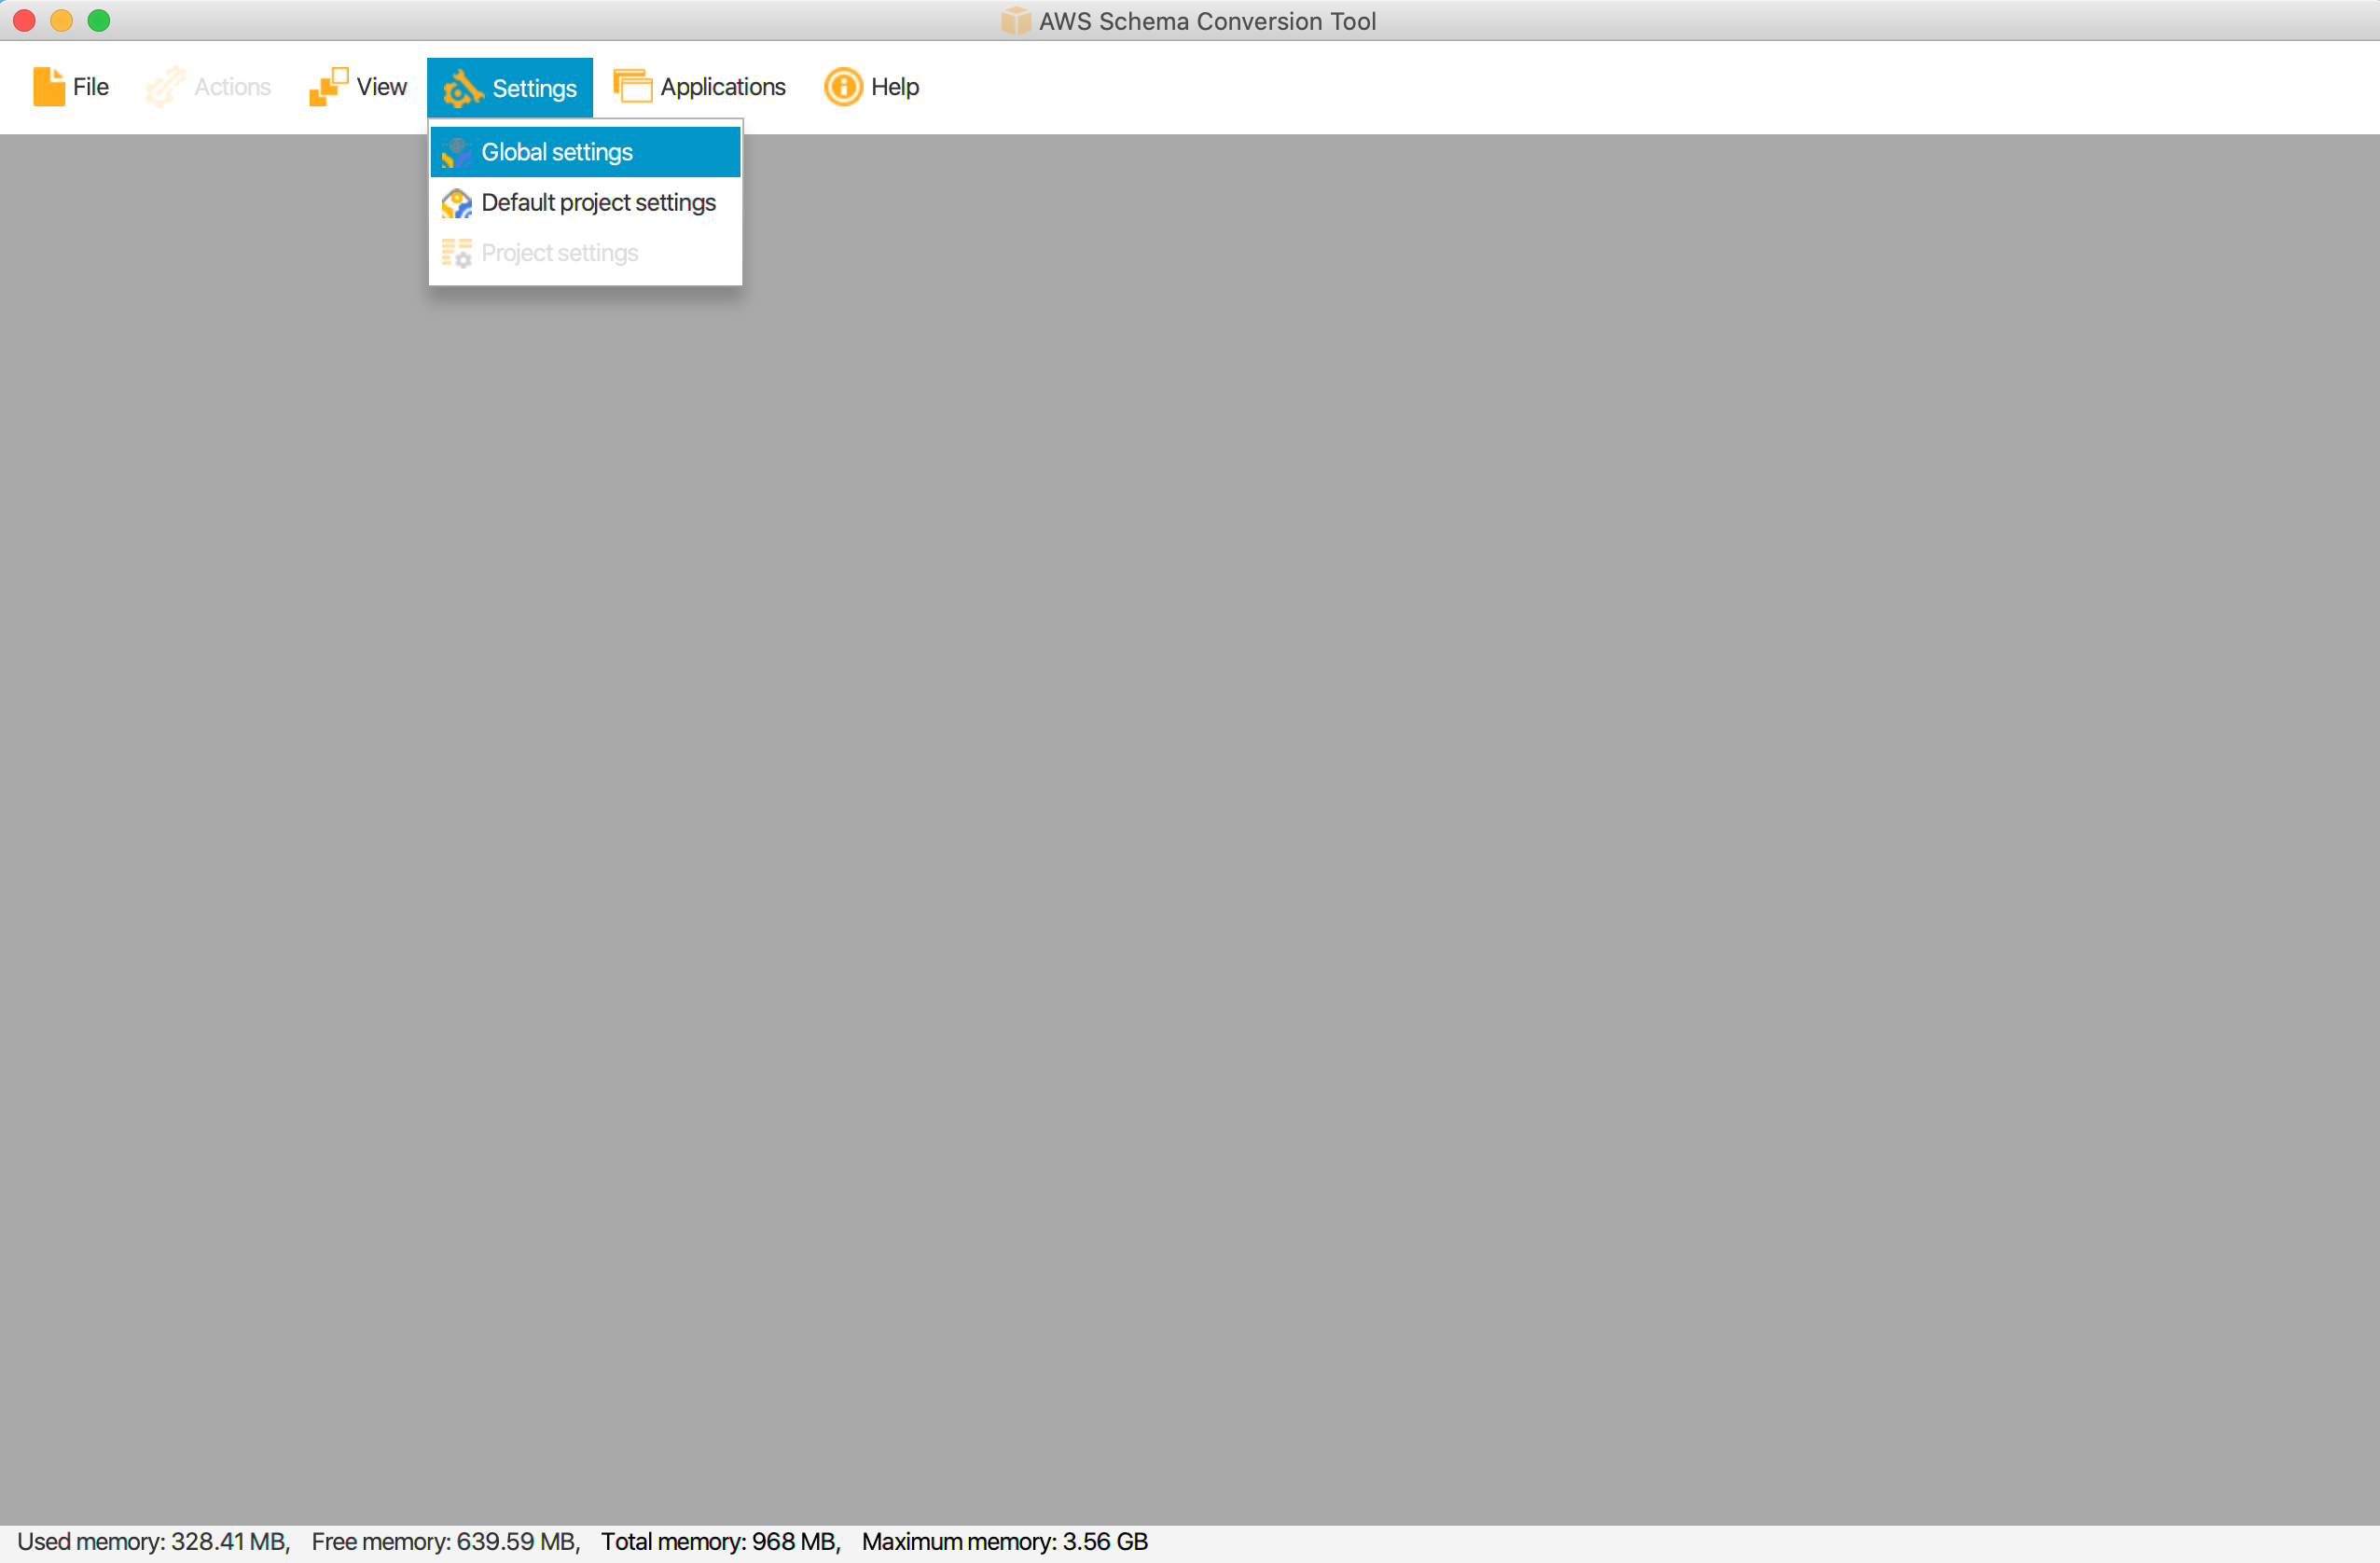 AWS Schema Conversion Tool
File Actions View Settings Applications Help
Global settings
Default project settings
Project settings
Used memory: 328.41 MB, Free memory: 639.59 MB, Total memory: 968 MB, Maximum memory: 3.56 GB